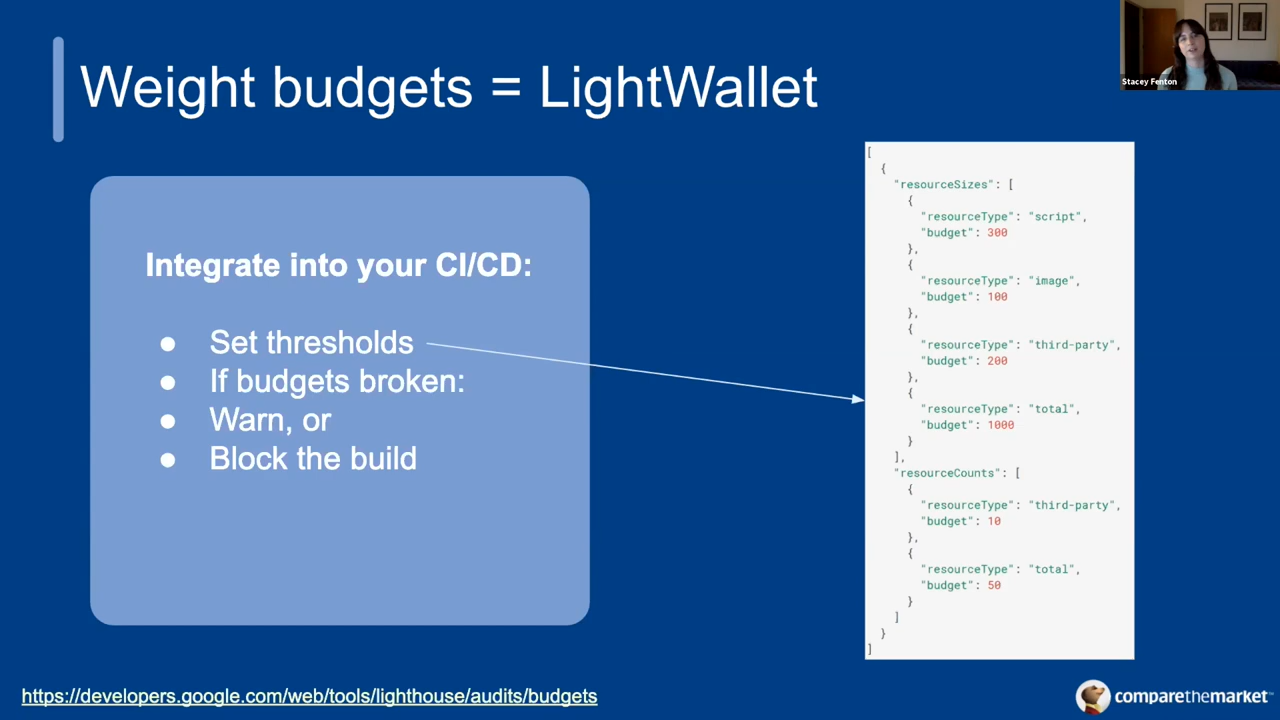 Weight budgets = LightWallet
Stacey Fenton
Integrate into your CI/CD:
● Set thresholds
● If budgets broken:
● Warn, or
● Block the build
[
{
"resourceSizes": [
{
"resourceType": "script",
"budget": 300
},
{
"resourceType": "image",
"budget": 100
},
{
"resourceType": "third-party",
"budget": 200
},
{
"resourceType": "total",
"budget": 1000
}
],
"resourceCounts": [
{
"resourceType": "third-party",
"budget": 10
},
{
"resourceType": "total",
"budget": 50
}
]
}
]
https://developers.google.com/web/tools/lighthouse/audits/budgets
comparethemarket™